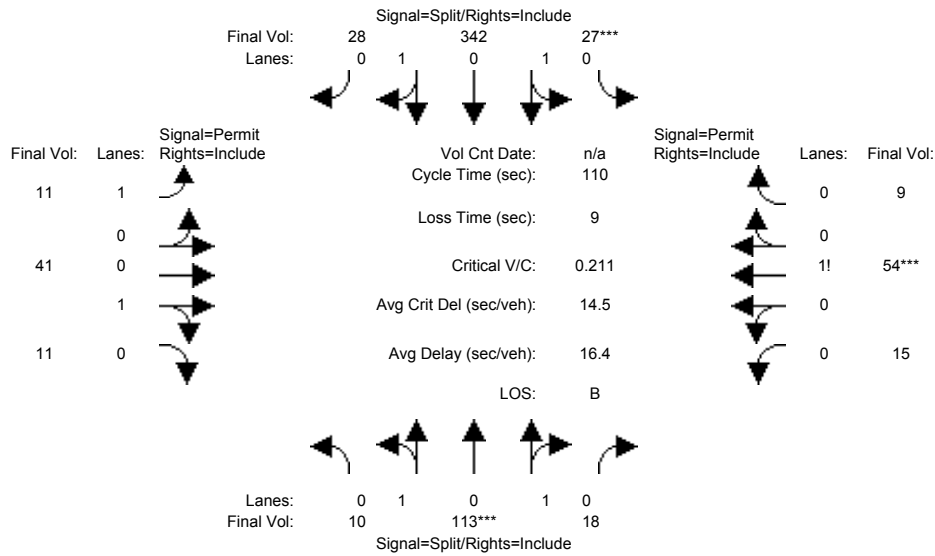 Signal=Split/Rights=Include
Final Vol: 28 342 27***
Lanes: 0 1 0 1 0
Signal=Permit Signal=Permit
Final Vol: Lanes: Rights=Include Vol Cnt Date: n/a Rights=Include Lanes: Final Vol:
Cycle Time (sec): 110
11 1 0 9
Loss Time (sec): 9
0 0
41 0 Critical V/C: 0.211 1! 54***
1 Avg Crit Del (sec/veh): 14.5 0
11 0 Avg Delay (sec/veh): 16.4 0 15
LOS: B
Lanes: 0 1 0 1 0
Final Vol: 10 113*** 18
Signal=Split/Rights=Include